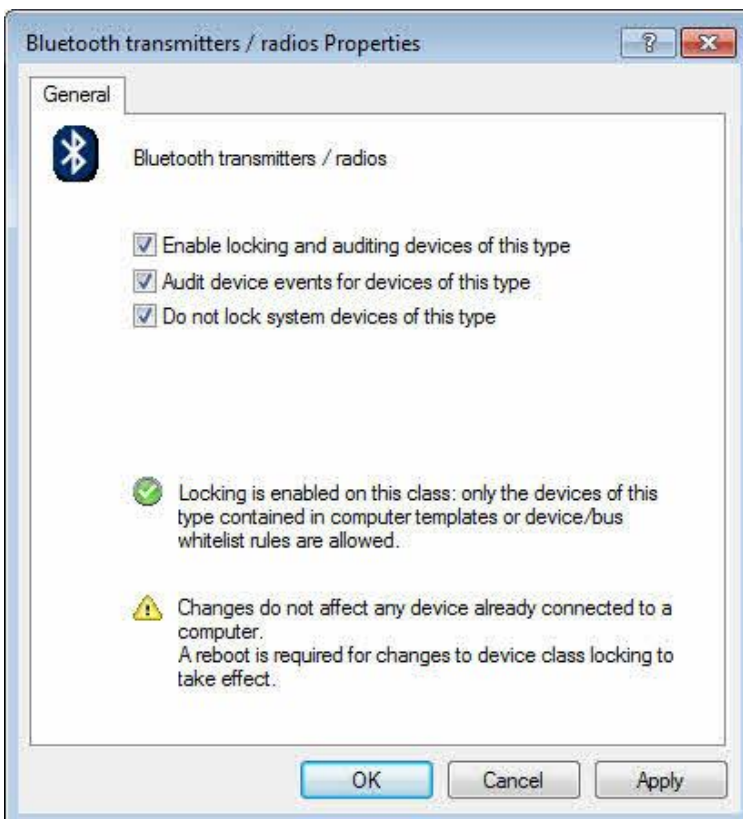 Bluetooth transmitters / radios Properties
General
Bluetooth transmitters / radios
Enable locking and auditing devices of this type
Audit device events for devices of this type
Do not lock system devices of this type
Locking is enabled on this class: only the devices of this
type contained in computer templates or device/bus
whitelist rules are allowed.
Changes do not affect any device already connected to a
computer.
A reboot is required for changes to device class locking to
take effect.
OK Cancel Apply